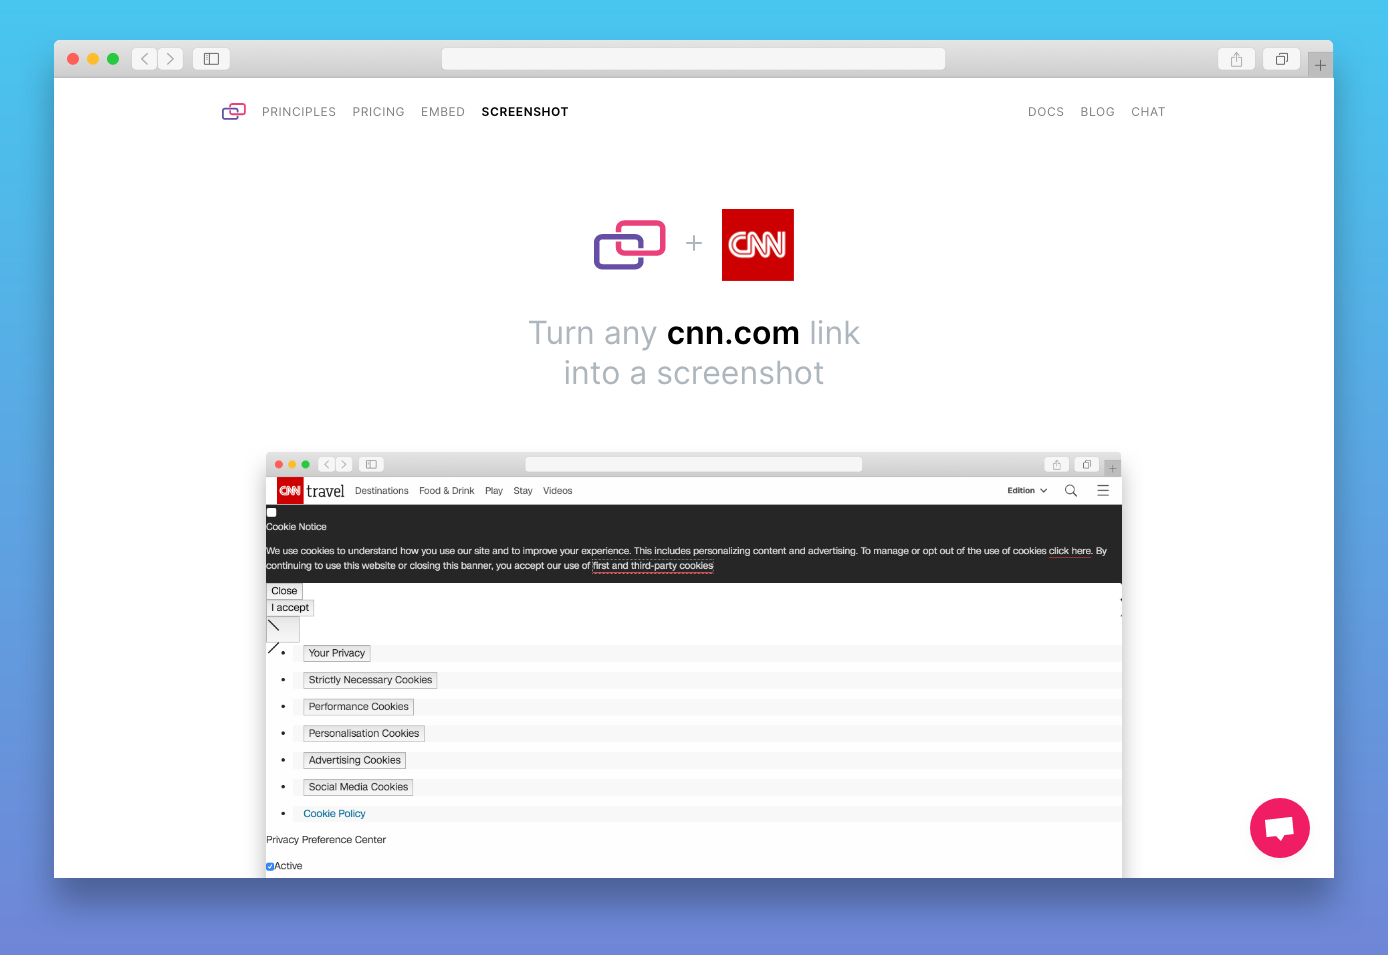 PRINCIPLES PRICING EMBED SCREENSHOT DOCS BLOG CHAT
+ CNN
Turn any cnn.com link
into a screenshot
CNN travel Destinations Food & Drink Play Stay Videos Edition
Cookie Notice
We use cookies to understand how you use our site and to improve your experience. This includes personalizing content and advertising. To manage or opt out of the use of cookies click here. By
continuing to use this website or closing this banner, you accept our use of first and third-party cookies
Close
I accept
Your Privacy
Strictly Necessary Cookies
Performance Cookies
Personalisation Cookies
Advertising Cookies
Social Media Cookies
Cookie Policy
Privacy Preference Center
Active